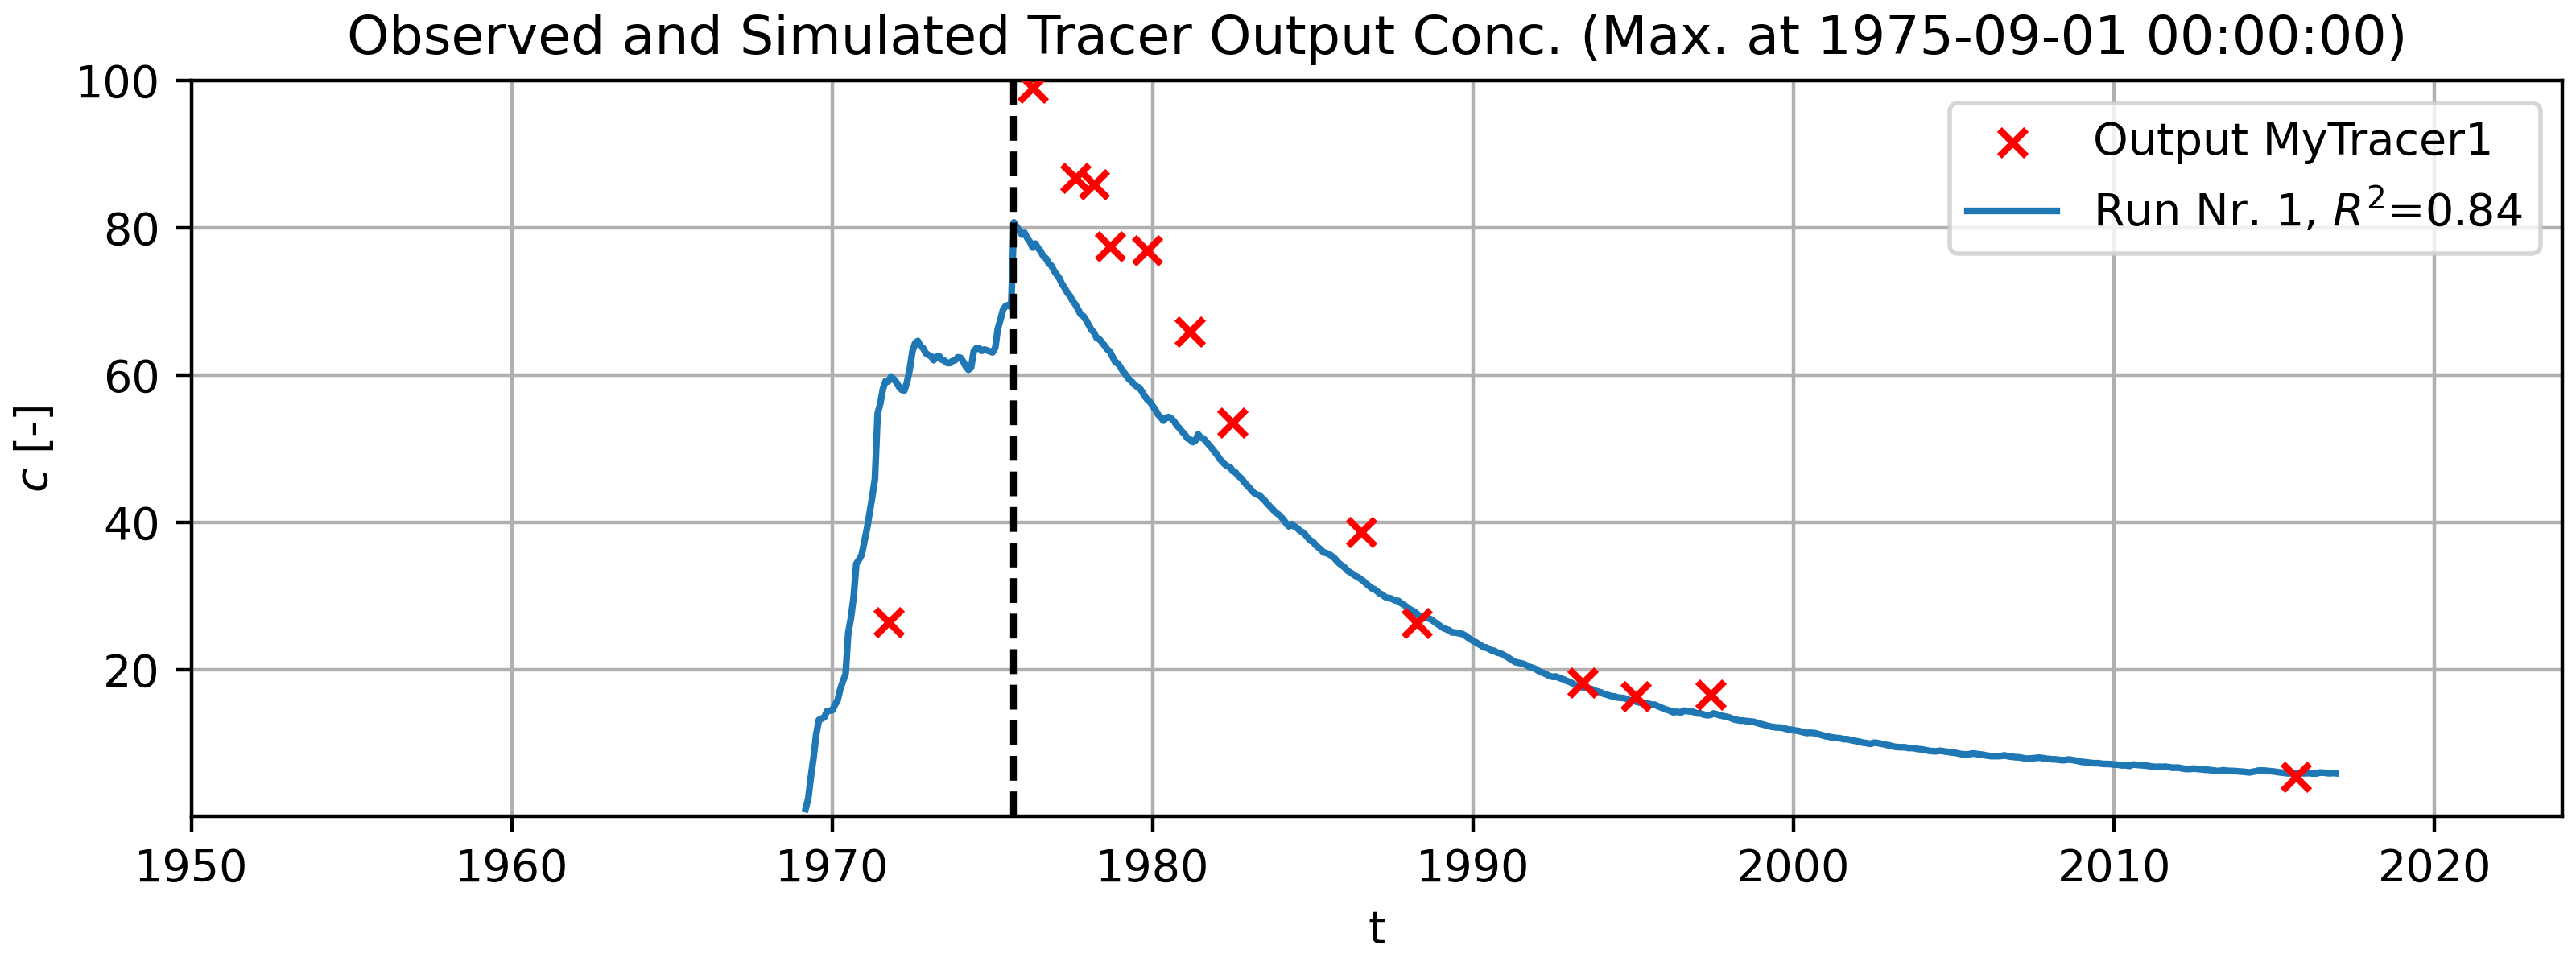 Observed and Simulated Tracer Output Conc. (Max. at 1975-09-01 00:00:00)
100
80
60
40
20
c [-]
Output MyTracer1
Run Nr. 1, R²=0.84
1950 1960 1970 1980 1990 2000 2010 2020
t